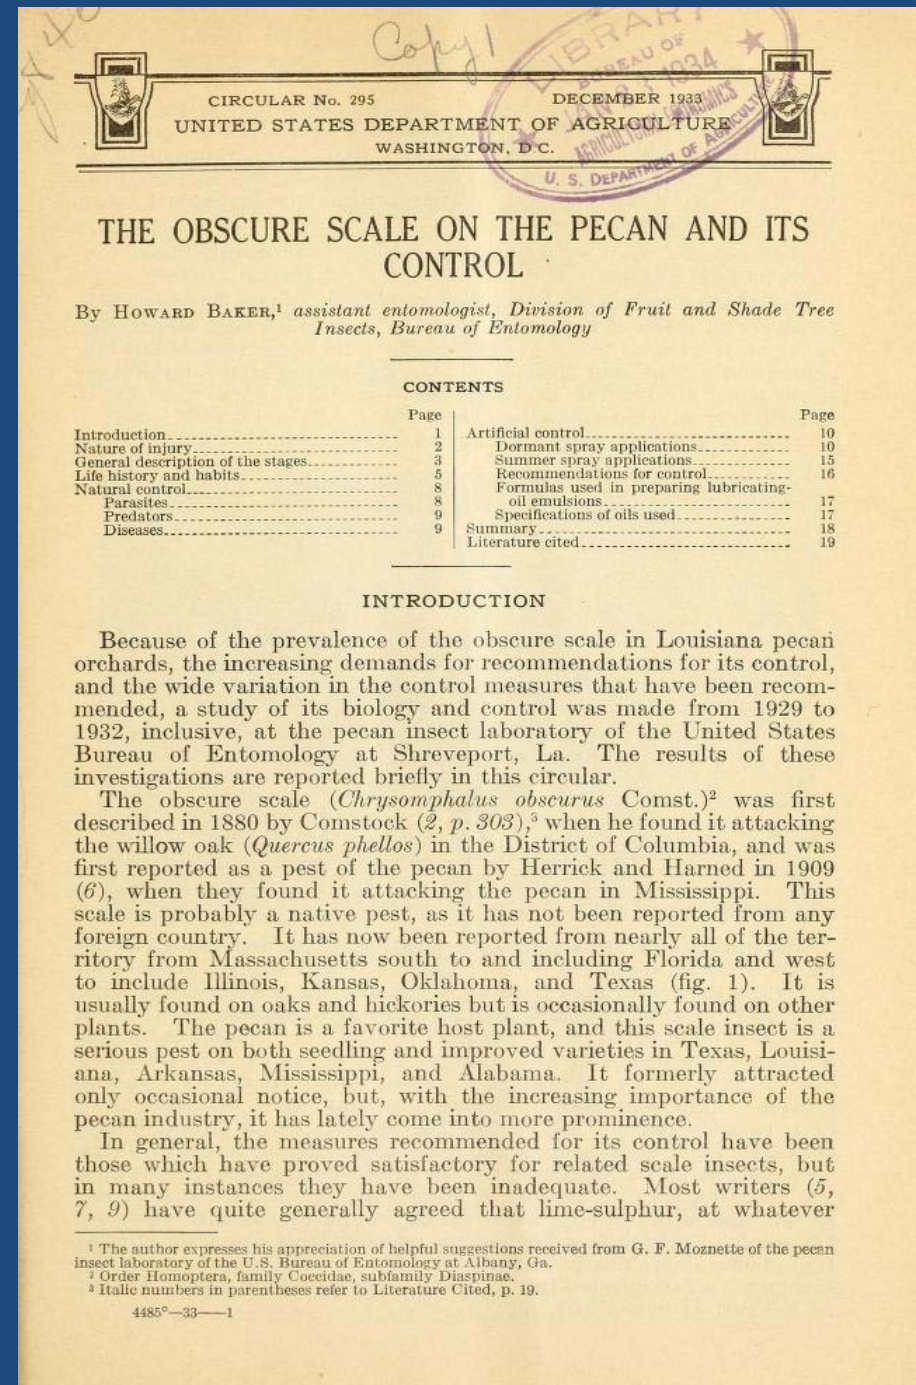 Copy 1
LIBRARY
BUREAU OF
1934
AGRICULTURAL ECONOMICS
U. S. DEPARTMENT OF AGRICULTURE
CIRCULAR No. 295 DECEMBER 1933
UNITED STATES DEPARTMENT OF AGRICULTURE
WASHINGTON, D C.
THE OBSCURE SCALE ON THE PECAN AND ITS
CONTROL
By HOWARD BAKER,¹ assistant entomologist, Division of Fruit and Shade Tree
Insects, Bureau of Entomology
CONTENTS
Page
Introduction 1
Nature of injury 2
General description of the stages 3
Life history and habits 5
Natural control 8
Parasites 8
Predators 9
Diseases 9
Page
Artificial control 10
Dormant spray applications 10
Summer spray applications 15
Recommendations for control 16
Formulas used in preparing lubricating-
oil emulsions 17
Specifications of oils used 17
Summary 18
Literature cited 19
INTRODUCTION
Because of the prevalence of the obscure scale in Louisiana pecan
orchards, the increasing demands for recommendations for its control,
and the wide variation in the control measures that have been recom-
mended, a study of its biology and control was made from 1929 to
1932, inclusive, at the pecan insect laboratory of the United States
Bureau of Entomology at Shreveport, La. The results of these
investigations are reported briefly in this circular.
The obscure scale (Chrysomphalus obscurus Comst.)² was first
described in 1880 by Comstock (2, p. 303),³ when he found it attacking
the willow oak (Quercus phellos) in the District of Columbia, and was
first reported as a pest of the pecan by Herrick and Harned in 1909
(6), when they found it attacking the pecan in Mississippi. This
scale is probably a native pest, as it has not been reported from any
foreign country. It has now been reported from nearly all of the ter-
ritory from Massachusetts south to and including Florida and west
to include Illinois, Kansas, Oklahoma, and Texas (fig. 1). It is
usually found on oaks and hickories but is occasionally found on other
plants. The pecan is a favorite host plant, and this scale insect is a
serious pest on both seedling and improved varieties in Texas, Louisi-
ana, Arkansas, Mississippi, and Alabama. It formerly attracted
only occasional notice, but, with the increasing importance of the
pecan industry, it has lately come into more prominence.
In general, the measures recommended for its control have been
those which have proved satisfactory for related scale insects, but
in many instances they have been inadequate. Most writers (5,
7, 9) have quite generally agreed that lime-sulphur, at whatever
¹ The author expresses his appreciation of helpful suggestions received from G. F. Moznette of the pecan
insect laboratory of the U.S. Bureau of Entomology at Albany, Ga.
² Order Homoptera, family Coccidae, subfamily Diaspinae.
³ Italic numbers in parentheses refer to Literature Cited, p. 19.
4485°—33——1